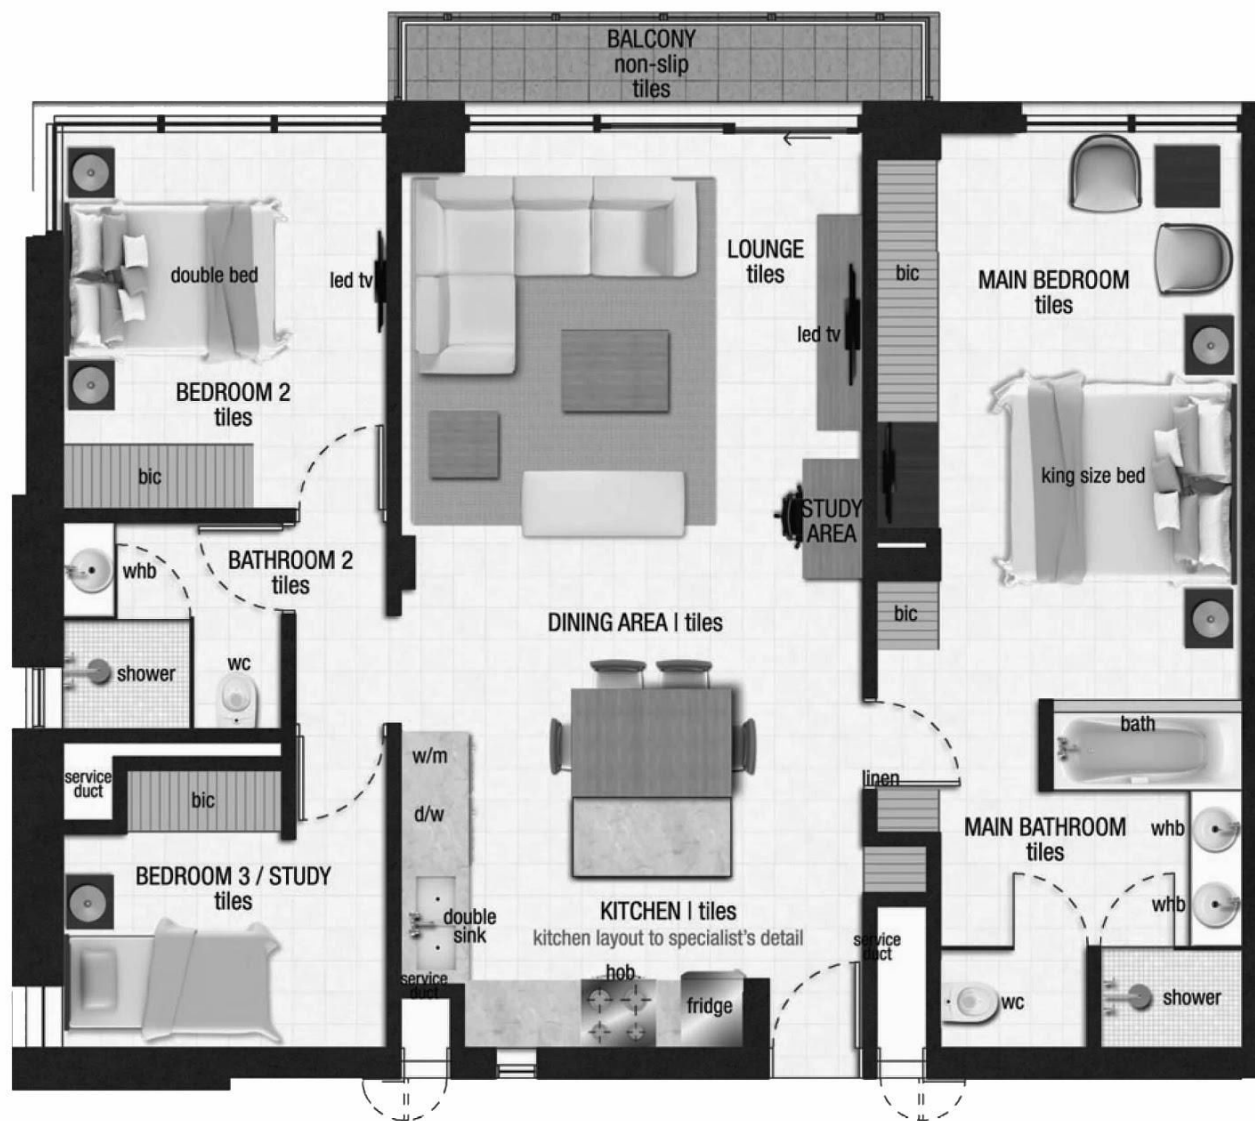 BALCONY
non-slip
tiles
double bed
led tv
BEDROOM 2
tiles
bic
LOUNGE
tiles
led tv
bic
MAIN BEDROOM
tiles
king size bed
STUDY
AREA
bic
BATHROOM 2
tiles
whb
shower
wc
DINING AREA | tiles
service
duct
bic
BEDROOM 3 / STUDY
tiles
w/m
d/w
double
sink
service
duct
KITCHEN | tiles
kitchen layout to specialist's detail
hob
fridge
linen
bath
MAIN BATHROOM
tiles
whb
whb
service
duct
wc
shower